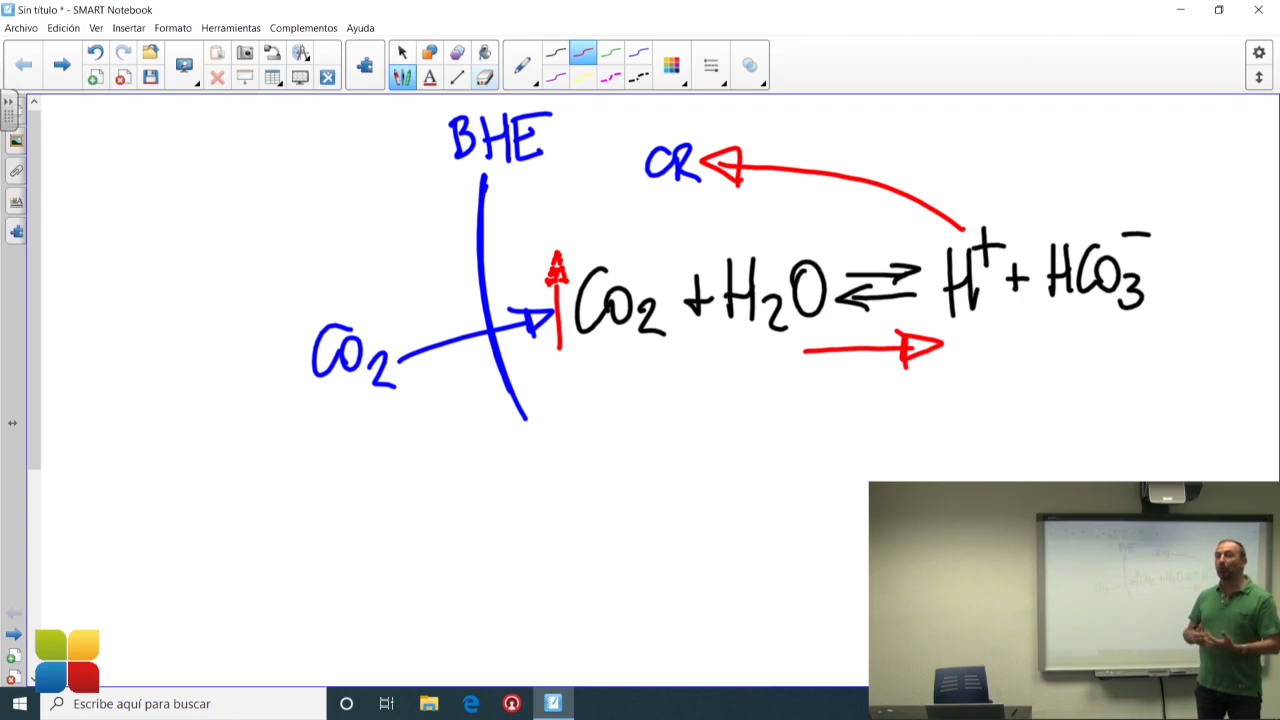 Sin título * - SMART Notebook
Archivo Edición Ver Insertar Formato Herramientas Complementos Ayuda
BHE
CR
CO2 + H2O ⇌ H+ + HCO3-
CO2
Escribe aquí para buscar